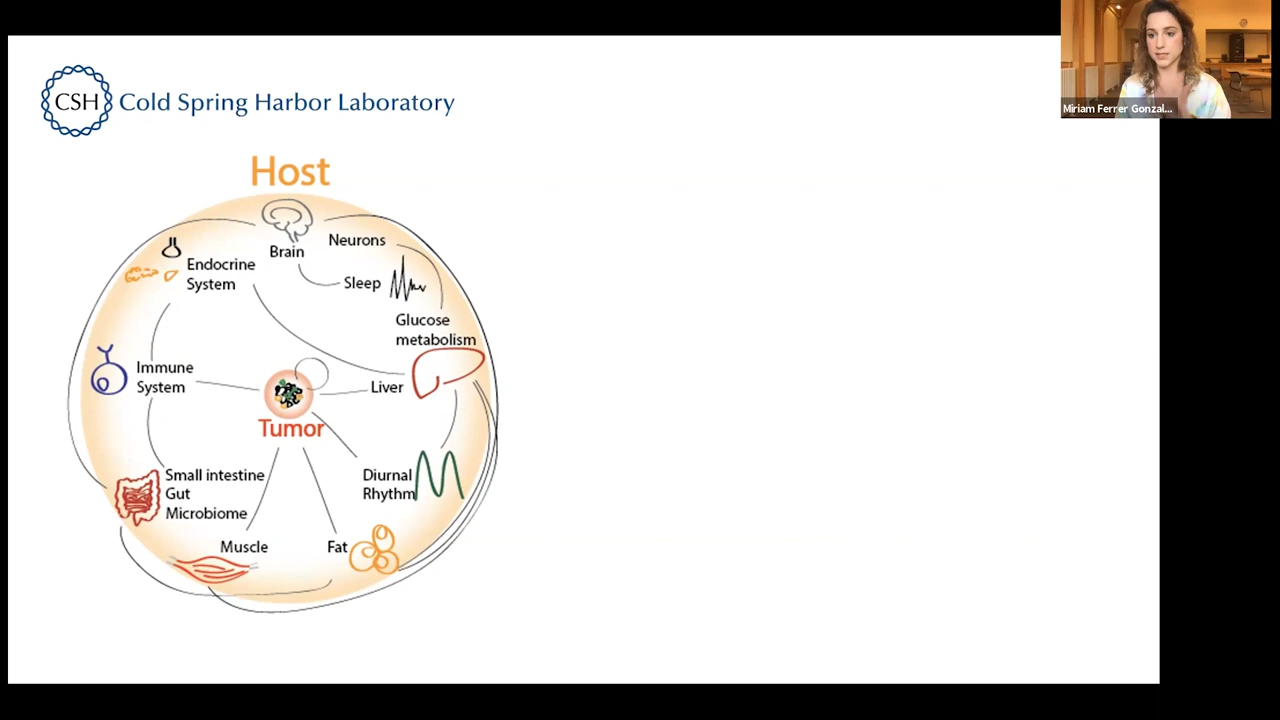 CSH Cold Spring Harbor Laboratory
Miriam Ferrer Gonzal...
Host
Brain
Neurons
Endocrine
System
Sleep
Glucose
metabolism
Immune
System
Liver
Tumor
Small intestine
Gut
Microbiome
Diurnal
Rhythm
Muscle
Fat